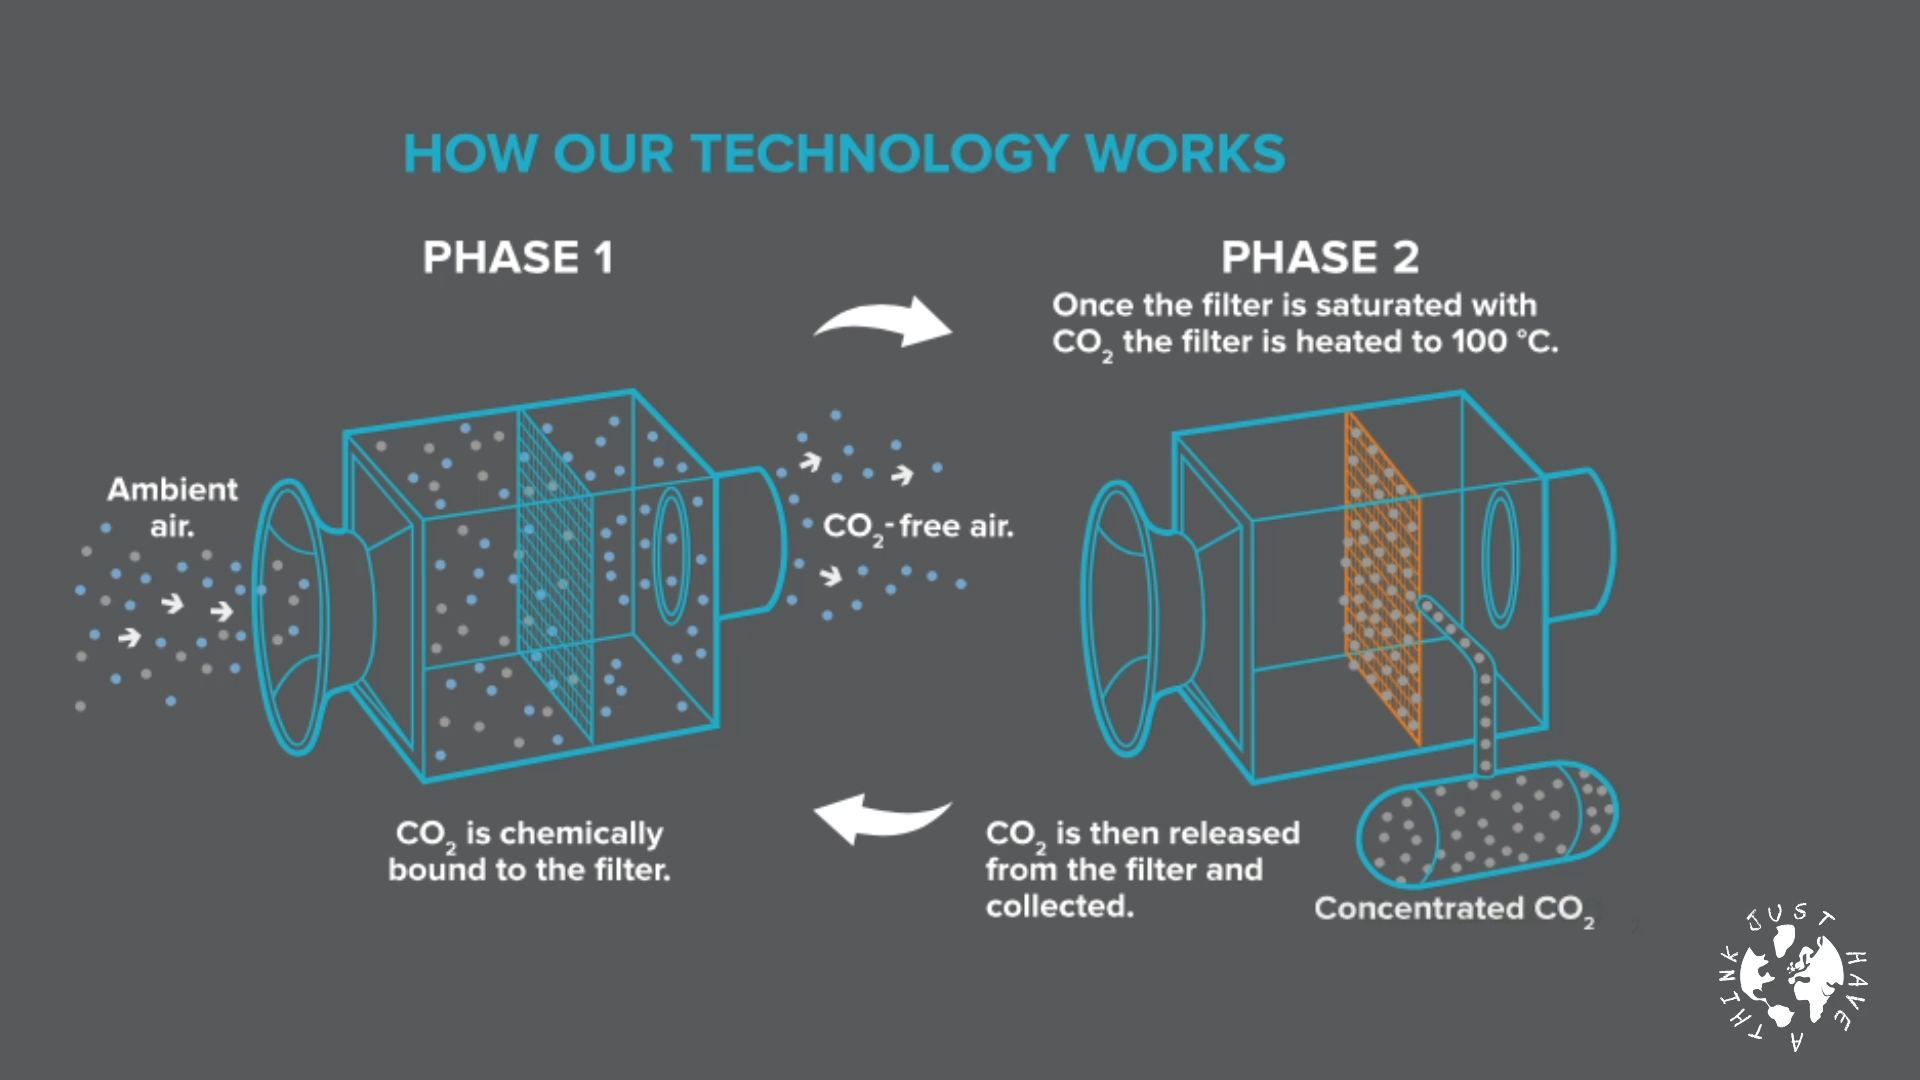 HOW OUR TECHNOLOGY WORKS
PHASE 1
PHASE 2
Once the filter is saturated with
CO₂ the filter is heated to 100 °C.
Ambient
air.
CO₂-free air.
CO₂ is chemically
bound to the filter.
CO₂ is then released
from the filter and
collected.
Concentrated CO₂
JUST HAVE A THINK